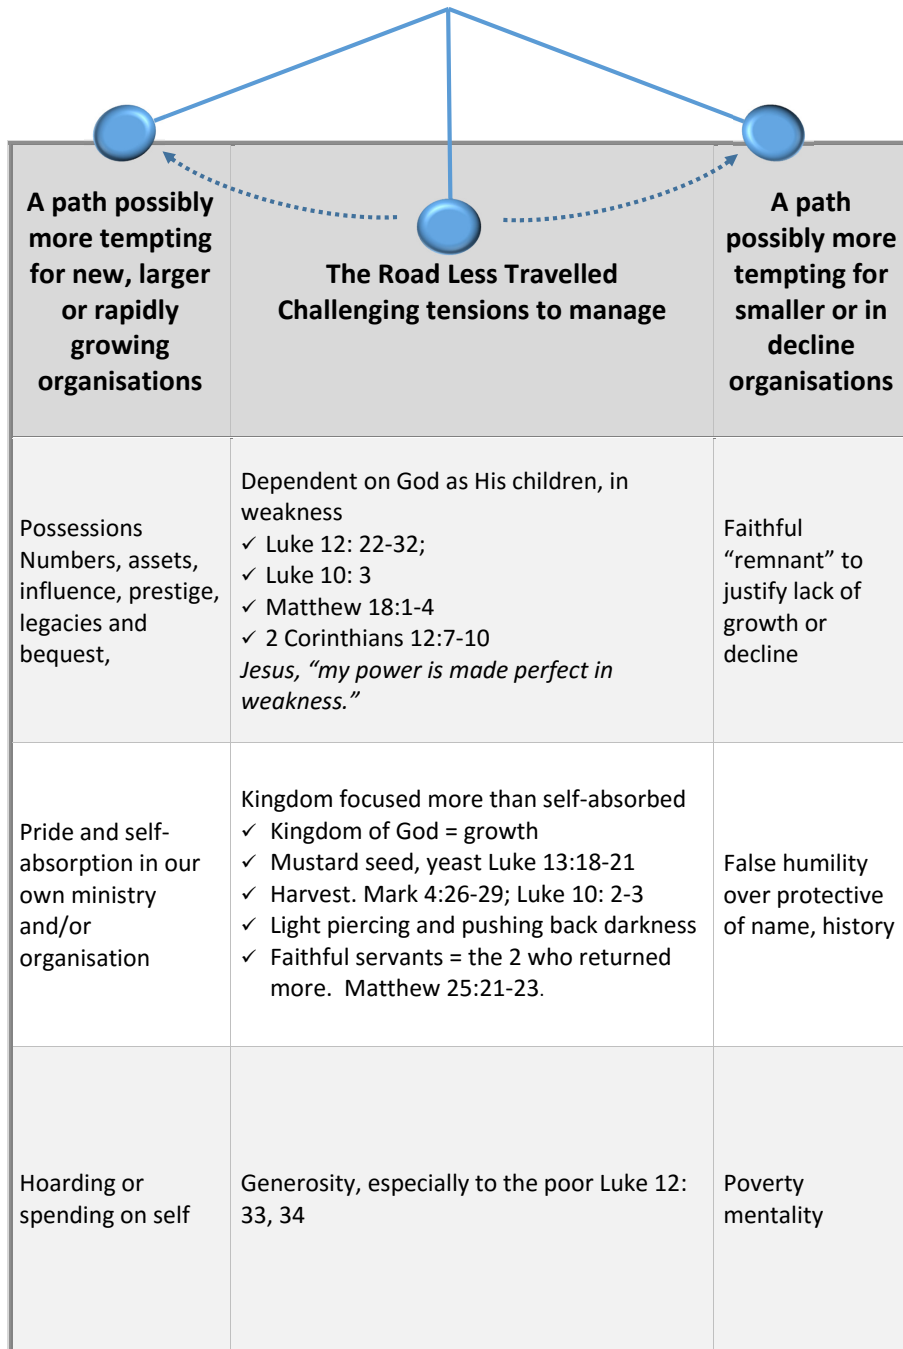 A path possibly
more tempting
for new, larger
or rapidly
growing
organisations
The Road Less Travelled
Challenging tensions to manage
A path
possibly more
tempting for
smaller or in
decline
organisations
Possessions
Numbers, assets,
influence, prestige,
legacies and
bequest,
Dependent on God as His children, in
weakness
✓ Luke 12: 22-32;
✓ Luke 10: 3
✓ Matthew 18:1-4
✓ 2 Corinthians 12:7-10
Jesus, “my power is made perfect in
weakness.”
Faithful
“remnant” to
justify lack of
growth or
decline
Pride and self-
absorption in our
own ministry
and/or
organisation
Kingdom focused more than self-absorbed
✓ Kingdom of God = growth
✓ Mustard seed, yeast Luke 13:18-21
✓ Harvest. Mark 4:26-29; Luke 10: 2-3
✓ Light piercing and pushing back darkness
✓ Faithful servants = the 2 who returned
more. Matthew 25:21-23.
False humility
over protective
of name, history
Hoarding or
spending on self
Generosity, especially to the poor Luke 12:
33, 34
Poverty
mentality